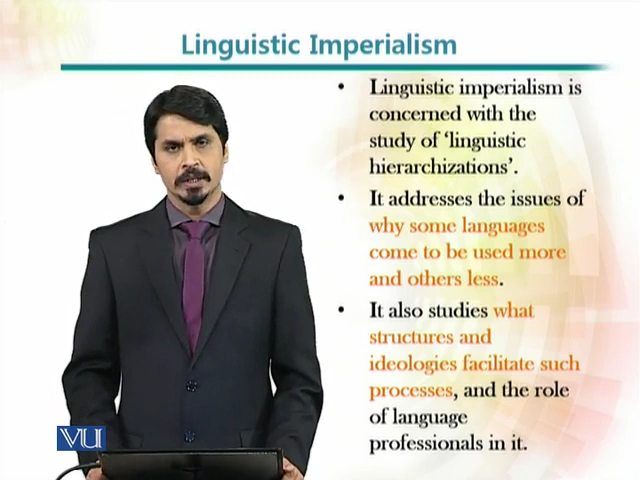 Linguistic Imperialism
• Linguistic imperialism is
concerned with the
study of ‘linguistic
hierarchizations’.
• It addresses the issues of
why some languages
come to be used more
and others less.
• It also studies what
structures and
ideologies facilitate such
processes, and the role
of language
professionals in it.
VU